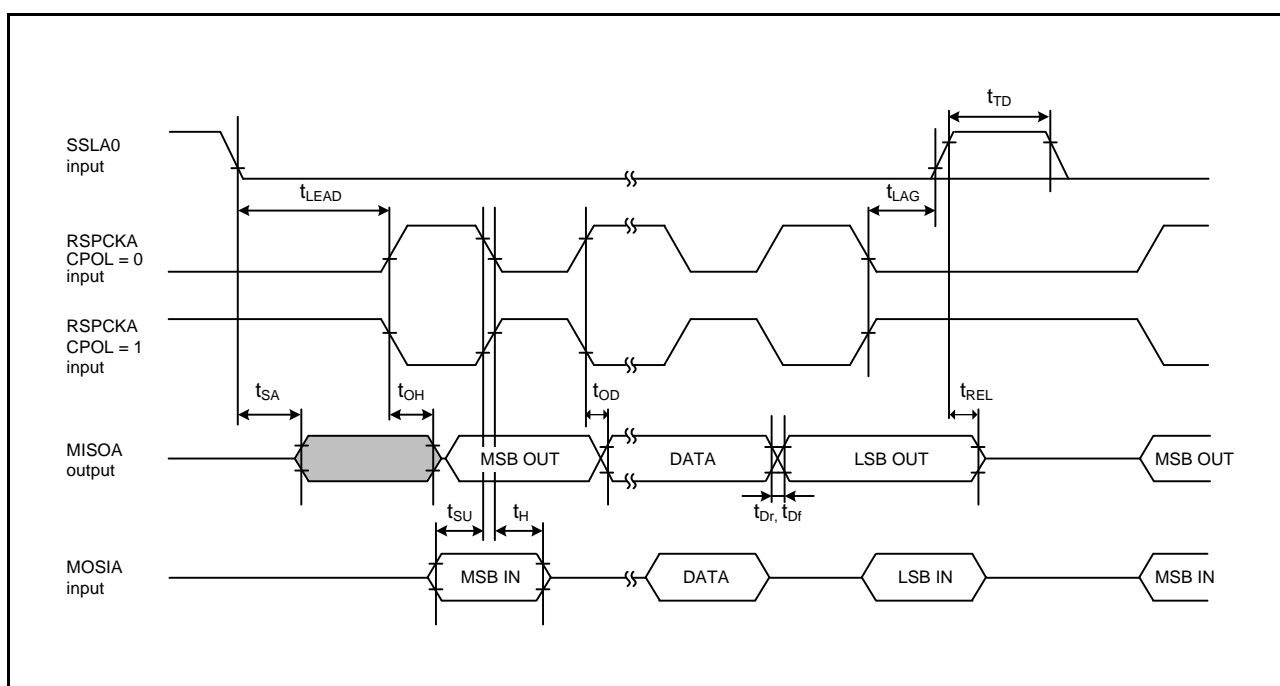 tTD
SSLA0
input
tLEAD
tLAG
RSPCKA
CPOL = 0
input
RSPCKA
CPOL = 1
input
tSA
tOH
tOD
tREL
MISOA
output
MSB OUT
DATA
LSB OUT
MSB OUT
tSU
tH
tDr, tDf
MOSIA
input
MSB IN
DATA
LSB IN
MSB IN